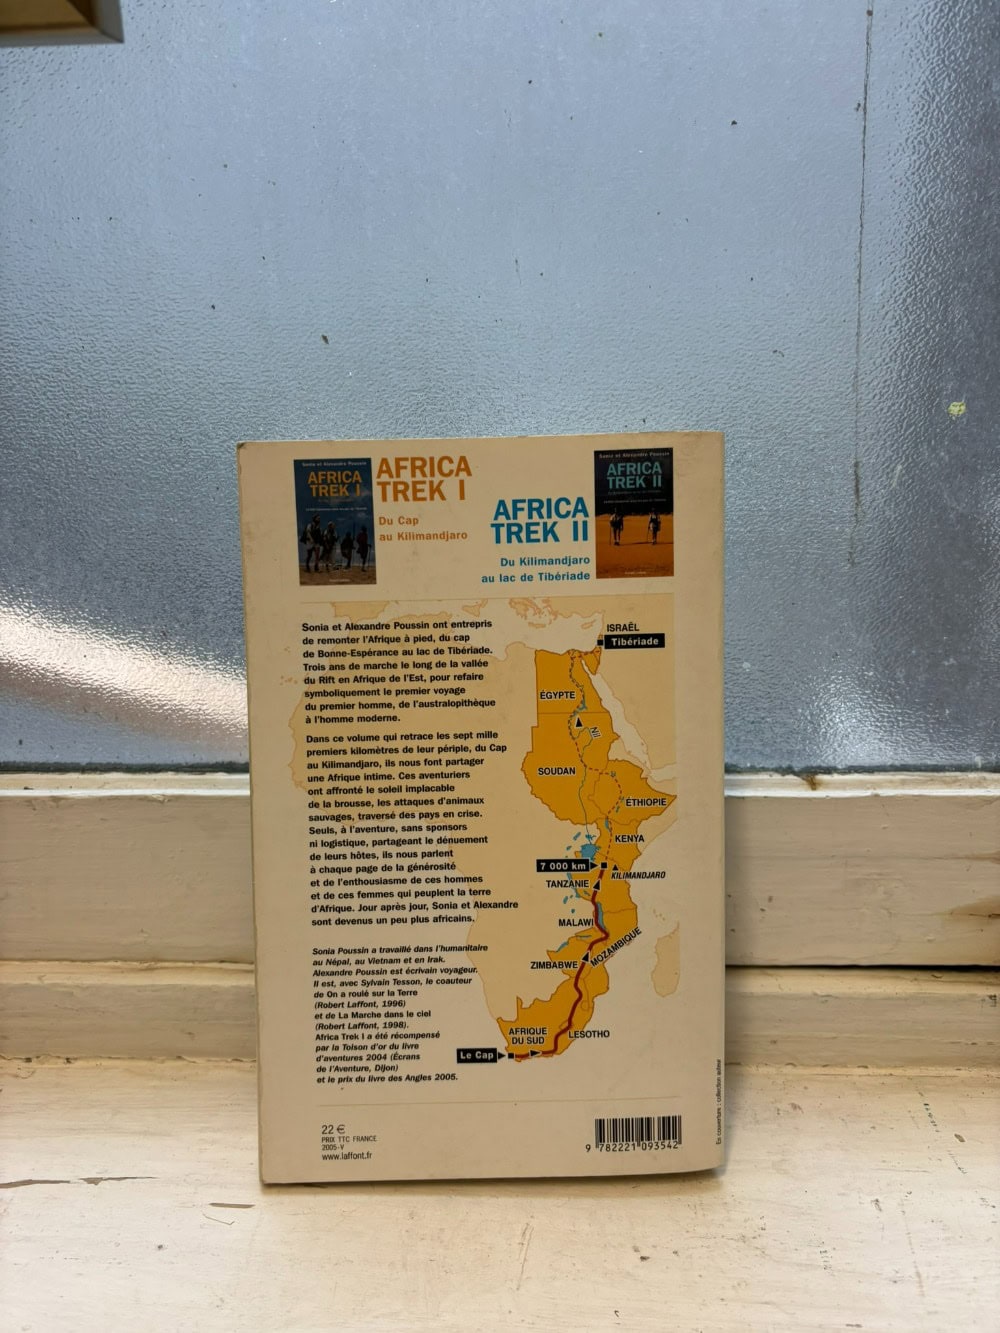 Sonia et Alexandre Poussin
AFRICA
TREK I
AFRICA
TREK I
Du Cap
au Kilimandjaro
Sonia et Alexandre Poussin
AFRICA
TREK II
AFRICA
TREK II
Du Kilimandjaro
au lac de Tibériade
Sonia et Alexandre Poussin ont entrepris
de remonter l'Afrique à pied, du cap
de Bonne-Espérance au lac de Tibériade.
Trois ans de marche le long de la vallée
du Rift en Afrique de l'Est, pour refaire
symboliquement le premier voyage
du premier homme, de l'australopithèque
à l'homme moderne.
Dans ce volume qui retrace les sept mille
premiers kilomètres de leur périple, du Cap
au Kilimandjaro, ils nous font partager
une Afrique intime. Ces aventuriers
ont affronté le soleil implacable
de la brousse, les attaques d'animaux
sauvages, traversé des pays en crise.
Seuls, à l'aventure, sans sponsors
ni logistique, partageant le dénuement
de leurs hôtes, ils nous parlent
à chaque page de la générosité
et de l'enthousiasme de ces hommes
et de ces femmes qui peuplent la terre
d'Afrique. Jour après jour, Sonia et Alexandre
sont devenus un peu plus africains.
Sonia Poussin a travaillé dans l'humanitaire
au Népal, au Vietnam et en Irak.
Alexandre Poussin est écrivain voyageur.
Il est, avec Sylvain Tesson, le coauteur
de On a roulé sur la Terre
(Robert Laffont, 1996)
et de La Marche dans le ciel
(Robert Laffont, 1998).
Africa Trek I a été récompensé
par la Toison d'or du livre
d'aventures 2004 (Écrans
de l'Aventure, Dijon)
et le prix du livre des Angles 2005.
ISRAËL
Tibériade
ÉGYPTE
Nil
SOUDAN
ÉTHIOPIE
KENYA
7 000 km
KILIMANDJARO
TANZANIE
MALAWI
MOZAMBIQUE
ZIMBABWE
AFRIQUE
DU SUD
LESOTHO
Le Cap
22 €
PRIX TTC FRANCE
2005-V
www.laffont.fr
9 782221 093542
En couverture : collection auteur